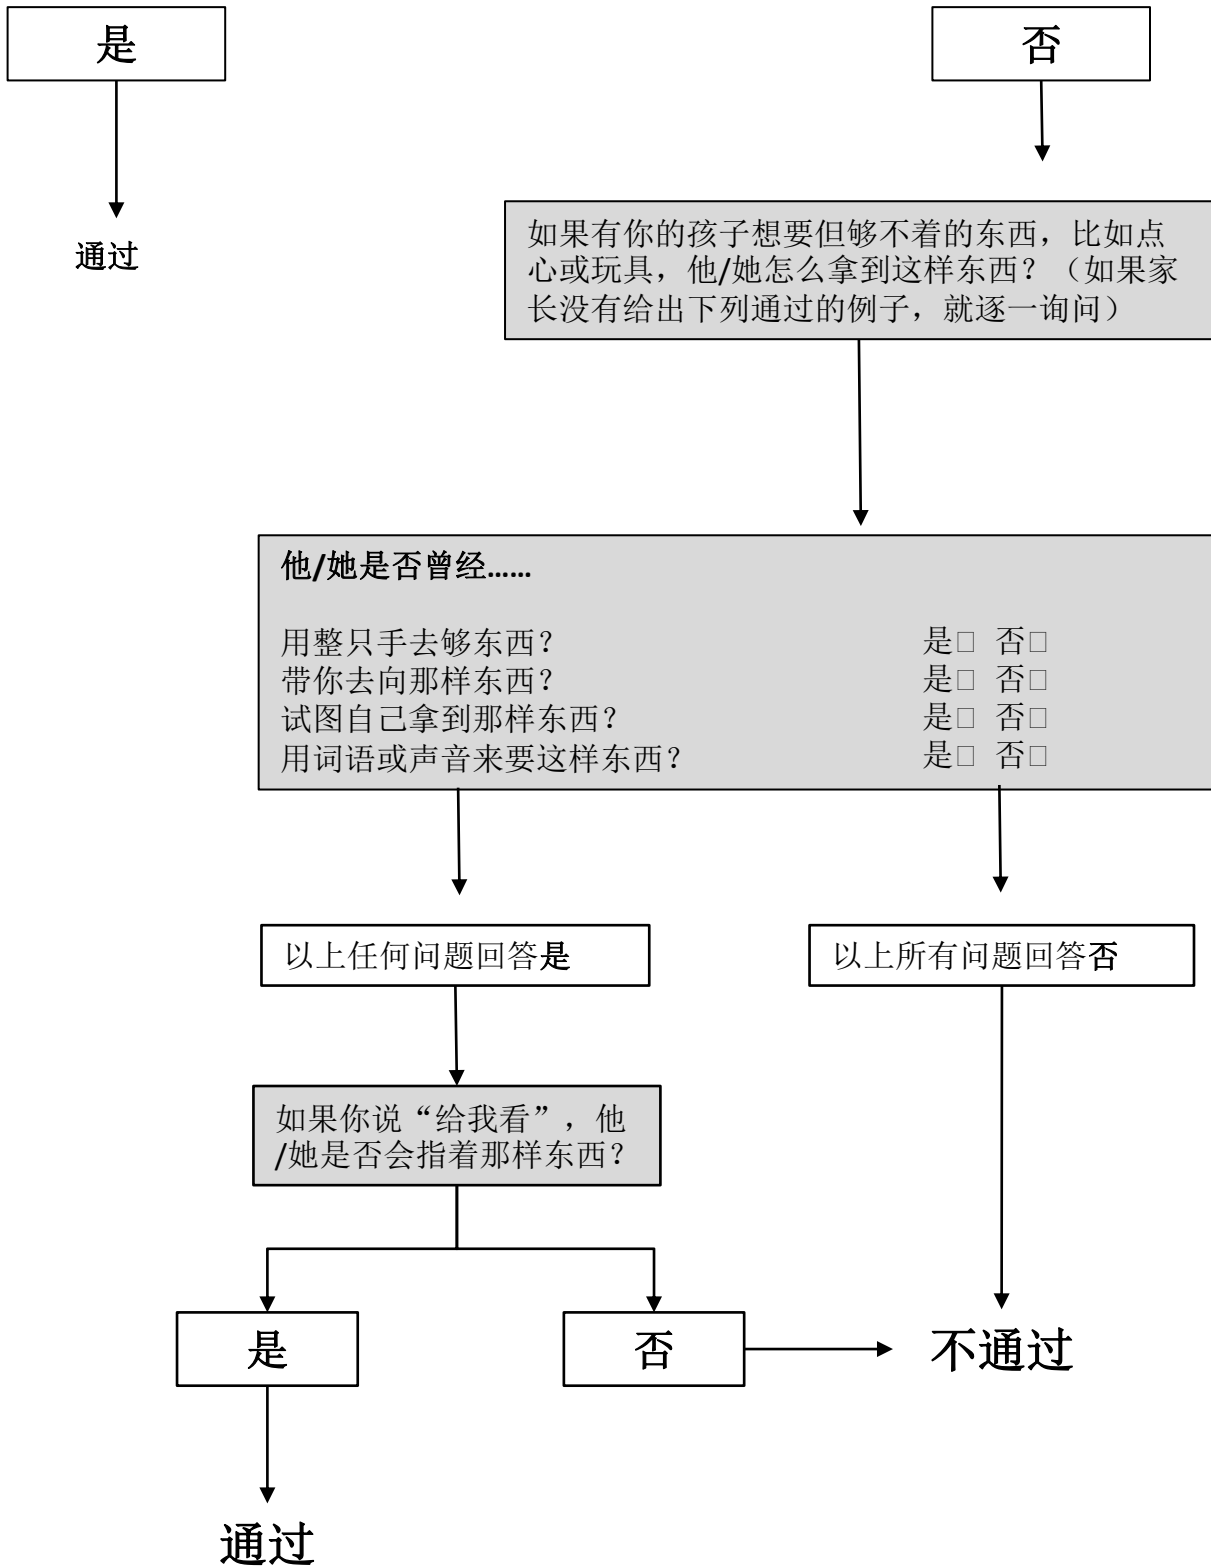 是
否
通过
如果有你的孩子想要但够不着的东西，比如点
心或玩具，他/她怎么拿到这样东西？（如果家
长没有给出下列通过的例子，就逐一询问）
他/她是否曾经……
用整只手去够东西？ 是□ 否□
带你去向那样东西？ 是□ 否□
试图自己拿到那样东西？ 是□ 否□
用词语或声音来要这样东西？ 是□ 否□
以上任何问题回答是
以上所有问题回答否
如果你说“给我看”，他
/她是否会指着那样东西？
是
否
不通过
通过